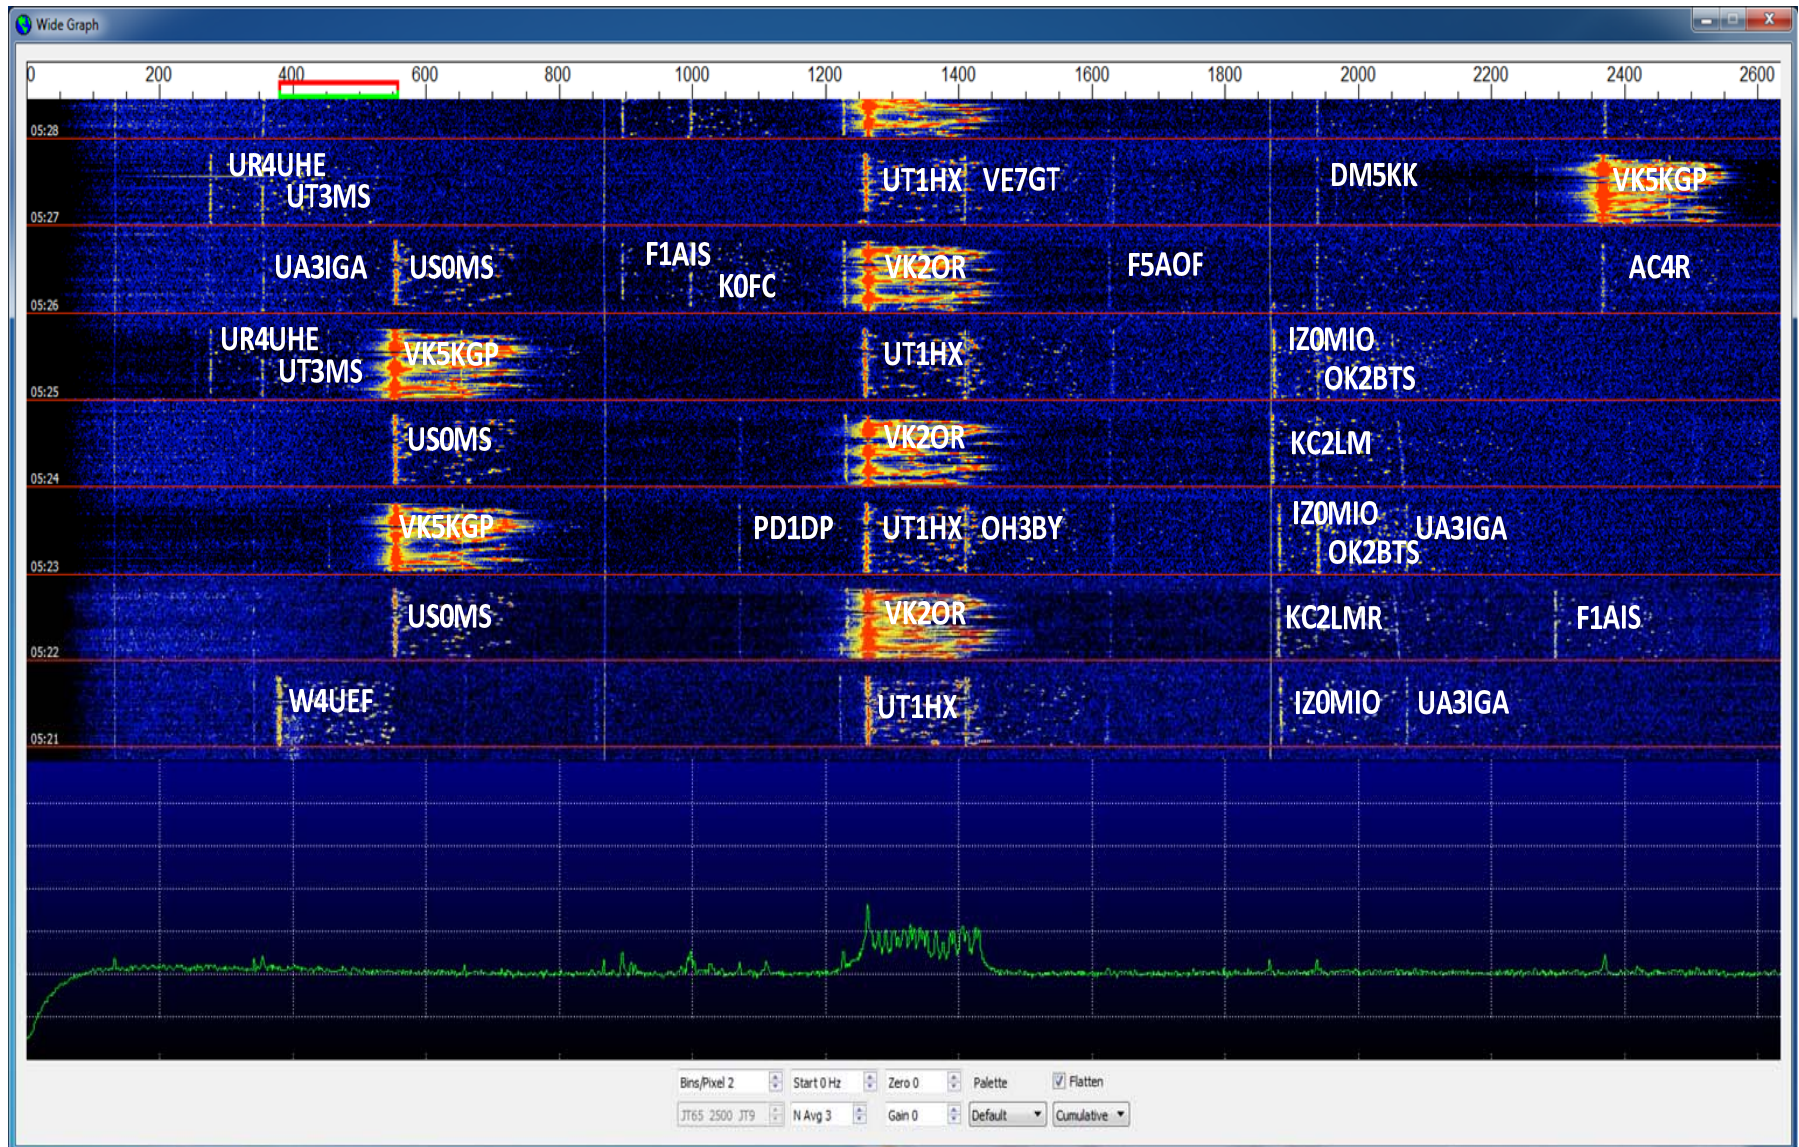 Wide Graph
0 200 400 600 800 1000 1200 1400 1600 1800 2000 2200 2400 2600
05:28
UR4UHE
UT3MS
UT1HX VE7GT
DM5KK
VK5KGP
05:27
UA3IGA
US0MS
F1AIS
K0FC
VK2OR
F5AOF
AC4R
05:26
UR4UHE
UT3MS
VK5KGP
UT1HX
IZ0MIO
OK2BTS
05:25
US0MS
VK2OR
KC2LM
05:24
VK5KGP
PD1DP
UT1HX OH3BY
IZ0MIO
OK2BTS
UA3IGA
05:23
US0MS
VK2OR
KC2LMR
F1AIS
05:22
W4UEF
UT1HX
IZ0MIO
UA3IGA
05:21
Bins/Pixel 2 Start 0 Hz Zero 0 Palette Flatten
JT65 2500 JT9 N Avg 3 Gain 0 Default Cumulative